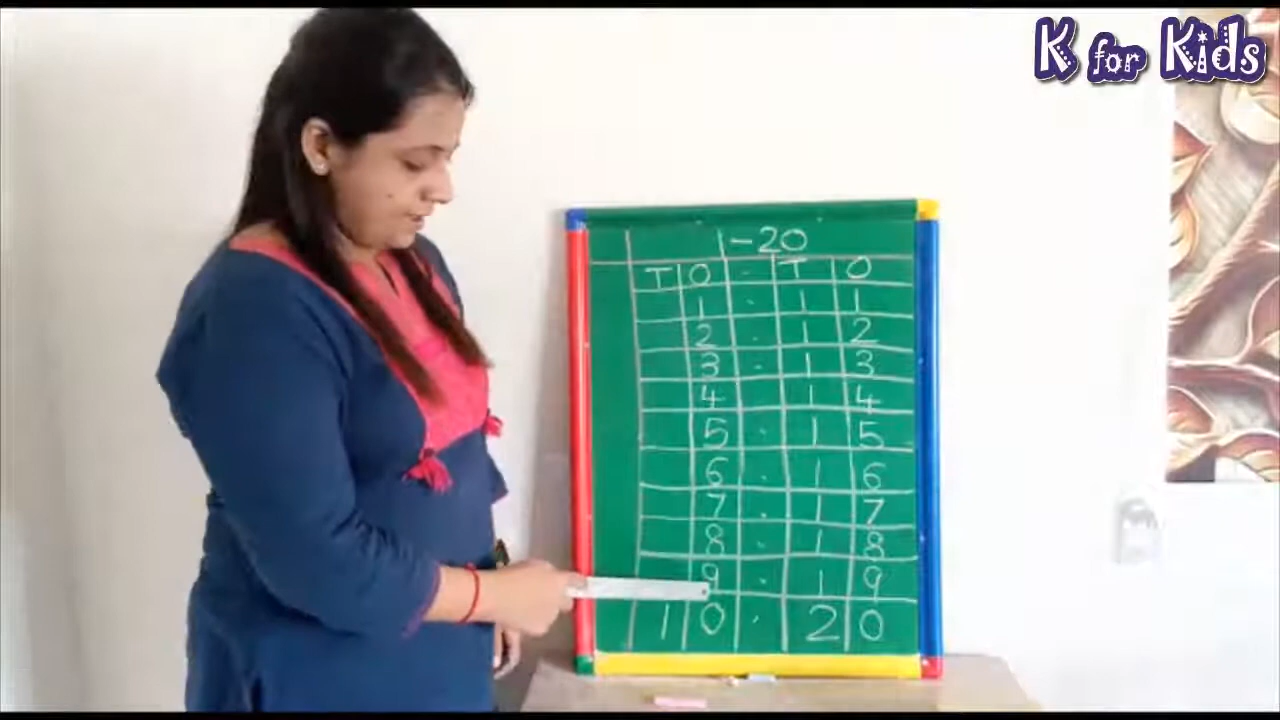 K for Kids
1-20
T O . T O
1 . 1 1
2 . 1 2
3 . 1 3
4 1 4
5 . 1 5
6 . 1 6
7 . 1 7
8 . 1 8
9 . 1 9
1 0 . 2 0